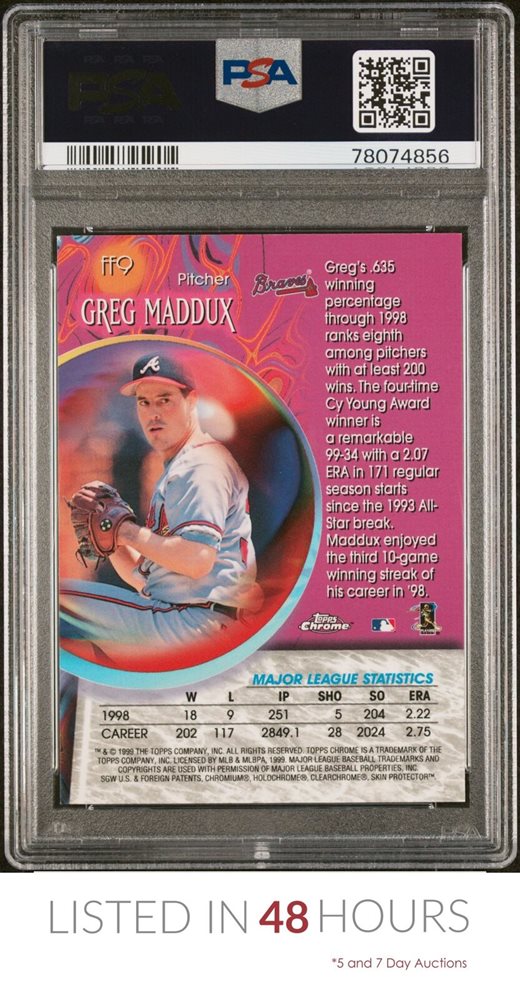 PSA
78074856
FF9
Pitcher
GREG MADDUX
Braves
Greg's .635
winning
percentage
through 1998
ranks eighth
among pitchers
with at least 200
wins. The four-time
Cy Young Award
winner is
a remarkable
99-34 with a 2.07
ERA in 171 regular
season starts
since the 1993 All-
Star break.
Maddux enjoyed
the third 10-game
winning streak of
his career in '98.
TOPPS
Chrome
MAJOR LEAGUE STATISTICS
W L IP SHO SO ERA
1998 18 9 251 5 204 2.22
CAREER 202 117 2849.1 28 2024 2.75
™ & © 1999 THE TOPPS COMPANY, INC. ALL RIGHTS RESERVED. TOPPS CHROME IS A TRADEMARK OF THE
TOPPS COMPANY, INC. LICENSED BY MLB & MLBPA, 1999. MAJOR LEAGUE BASEBALL TRADEMARKS AND
COPYRIGHTS ARE USED WITH PERMISSION OF MAJOR LEAGUE BASEBALL PROPERTIES, INC.
SGW U.S. & FOREIGN PATENTS, CHROMIUM®, HOLOCHROME®, CLEARCHROME®, SKIN PROTECTOR™.
PSA
LISTED IN 48 HOURS
*5 and 7 Day Auctions